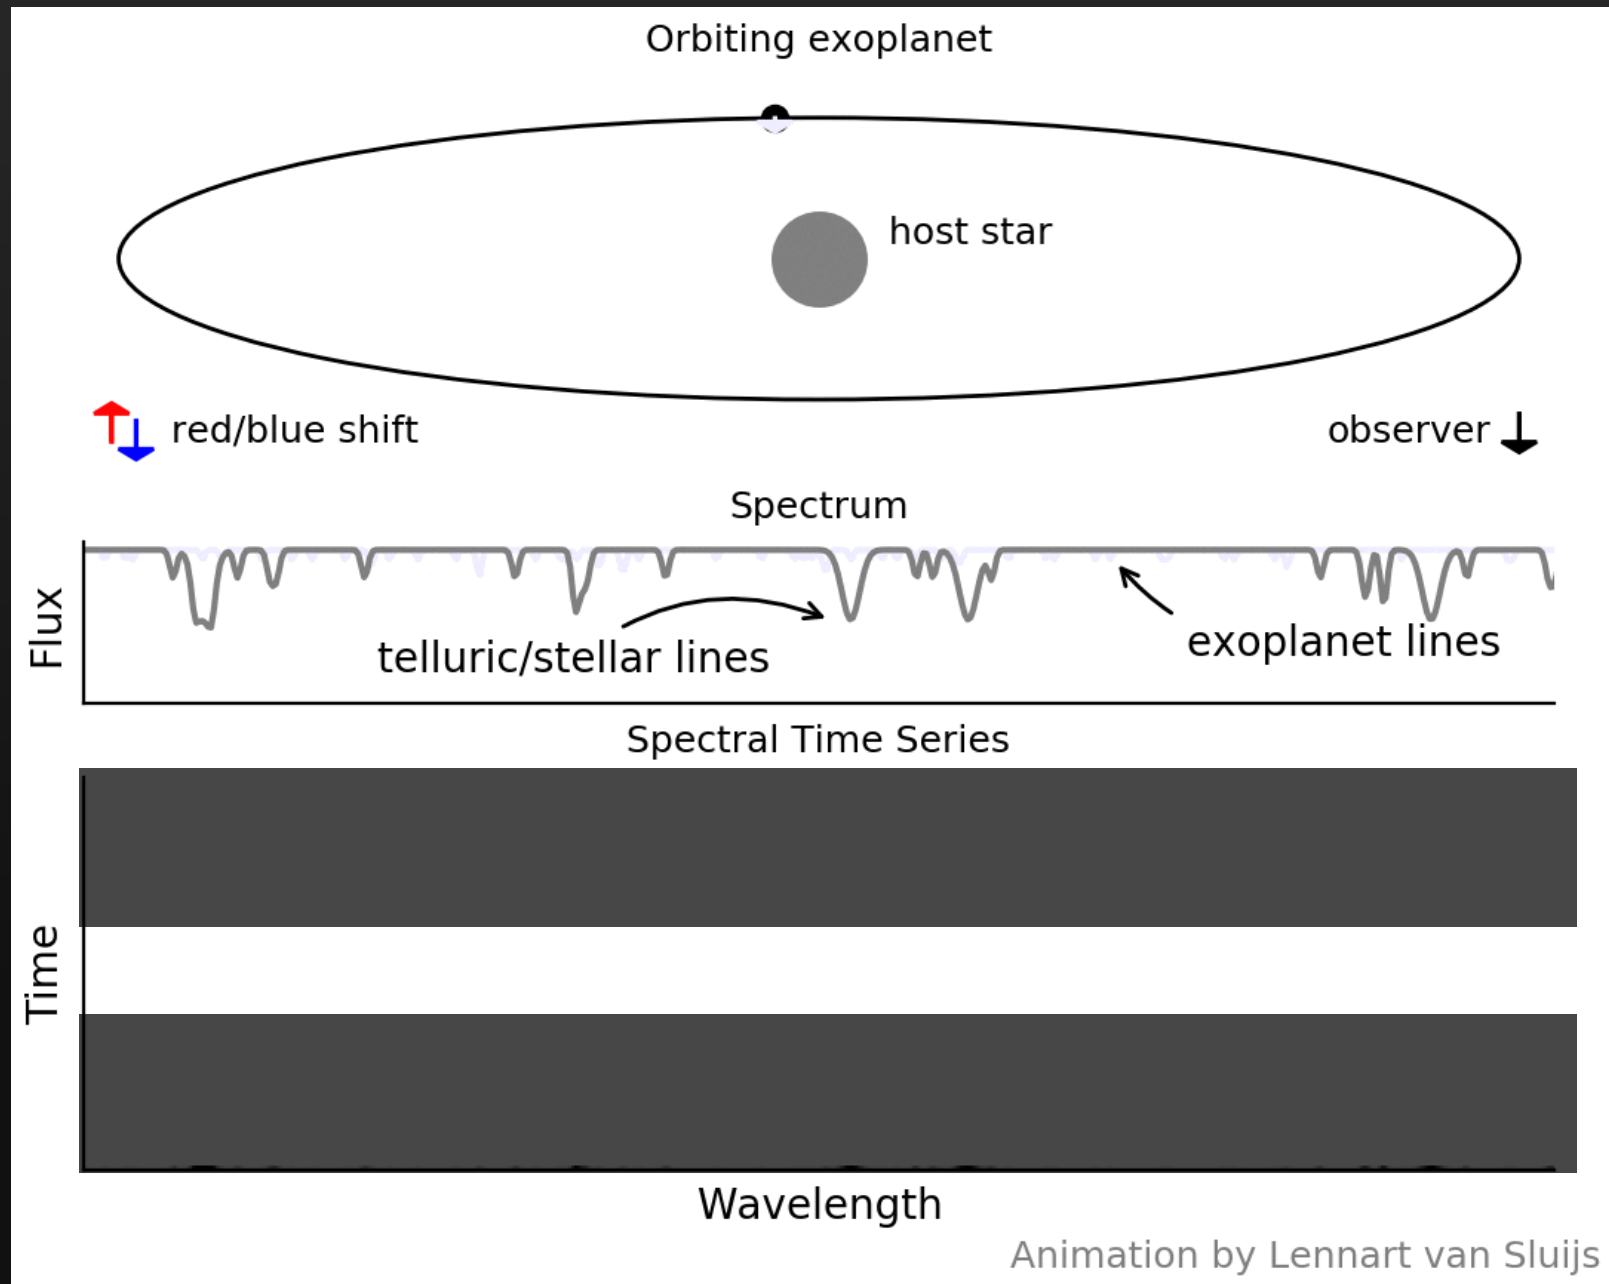 Orbiting exoplanet
host star
red/blue shift
observer
Spectrum
Flux
telluric/stellar lines
exoplanet lines
Spectral Time Series
Time
Wavelength
Animation by Lennart van Sluijs